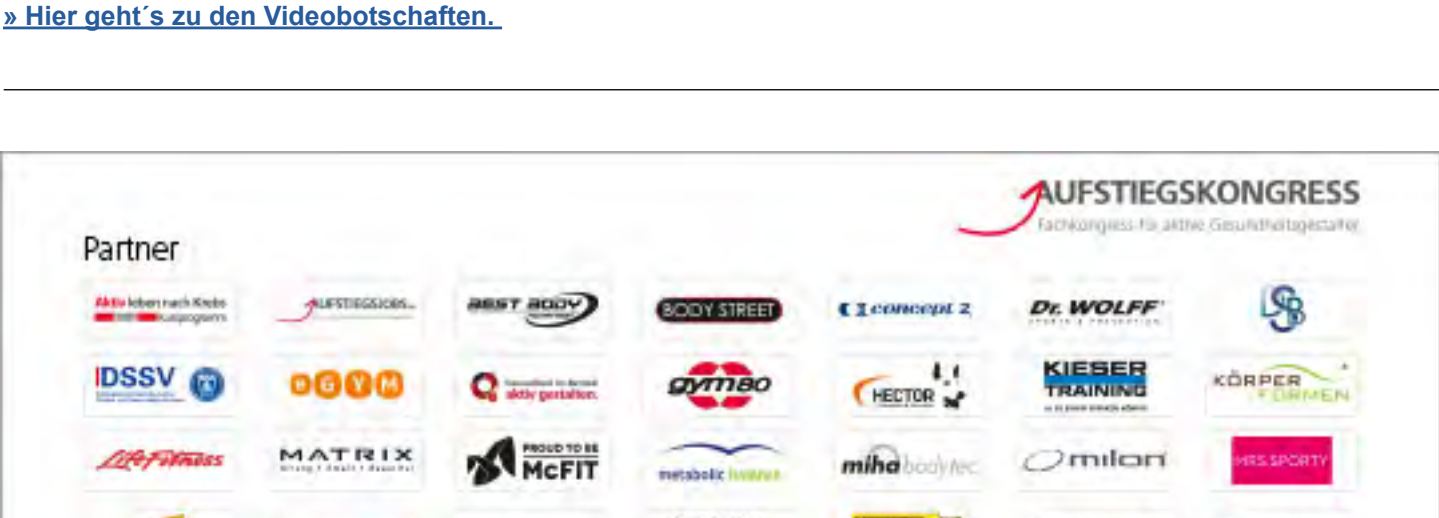 » Hier geht´s zu den Videobotschaften.
AUFSTIEGSKONGRESS
Fachkongress für aktive Gesundheitsgestalter
Partner
Aktiv leben nach Krebs
AUFSTIEGSJOBS
BEST BODY
BODY STREET
concept 2
Dr. WOLFF
DSSV
eGYM
aktiv gestalten.
gym80
HECTOR
KIESER
TRAINING
KÖRPER
FORMEN
Life Fitness
MATRIX
PROUD TO BE
McFIT
metabolic balance
miha bodytec
milon
MRS.SPORTY